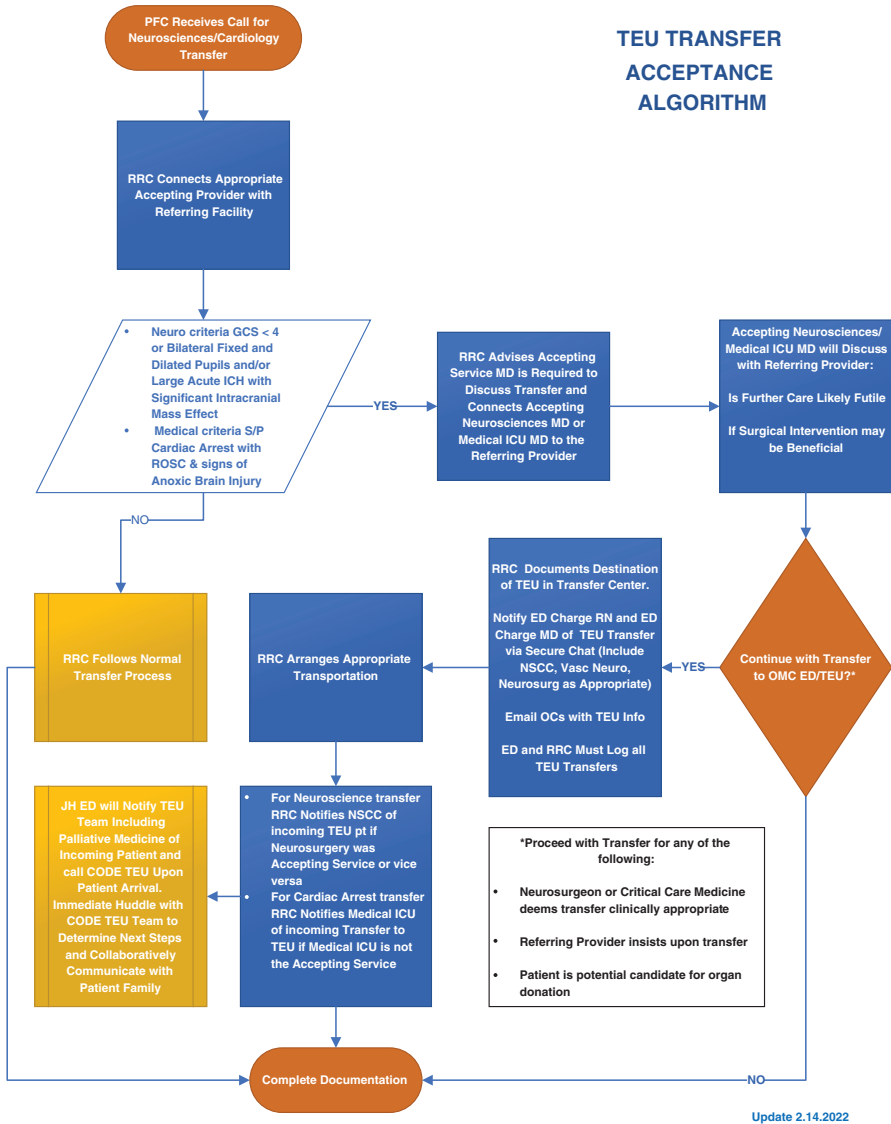 PFC Receives Call for
Neurosciences/Cardiology
Transfer
TEU TRANSFER
ACCEPTANCE
ALGORITHM
RRC Connects Appropriate
Accepting Provider with
Referring Facility
• Neuro criteria GCS < 4
or Bilateral Fixed and
Dilated Pupils and/or
Large Acute ICH with
Significant Intracranial
Mass Effect
• Medical criteria S/P
Cardiac Arrest with
ROSC & signs of
Anoxic Brain Injury
YES
RRC Advises Accepting
Service MD is Required to
Discuss Transfer and
Connects Accepting
Neurosciences MD or
Medical ICU MD to the
Referring Provider
Accepting Neurosciences/
Medical ICU MD will Discuss
with Referring Provider:
Is Further Care Likely Futile
If Surgical Intervention may
be Beneficial
NO
RRC Follows Normal
Transfer Process
RRC Arranges Appropriate
Transportation
RRC Documents Destination
of TEU in Transfer Center.
Notify ED Charge RN and ED
Charge MD of TEU Transfer
via Secure Chat (Include
NSCC, Vasc Neuro,
Neurosurg as Appropriate)
Email OCs with TEU Info
ED and RRC Must Log all
TEU Transfers
YES
Continue with Transfer
to OMC ED/TEU?*
JH ED will Notify TEU
Team Including
Palliative Medicine of
Incoming Patient and
call CODE TEU Upon
Patient Arrival.
Immediate Huddle with
CODE TEU Team to
Determine Next Steps
and Collaboratively
Communicate with
Patient Family
• For Neuroscience transfer
RRC Notifies NSCC of
incoming TEU pt if
Neurosurgery was
Accepting Service or vice
versa
• For Cardiac Arrest transfer
RRC Notifies Medical ICU
of incoming Transfer to
TEU if Medical ICU is not
the Accepting Service
*Proceed with Transfer for any of the
following:
• Neurosurgeon or Critical Care Medicine
deems transfer clinically appropriate
• Referring Provider insists upon transfer
• Patient is potential candidate for organ
donation
Complete Documentation
NO
Update 2.14.2022